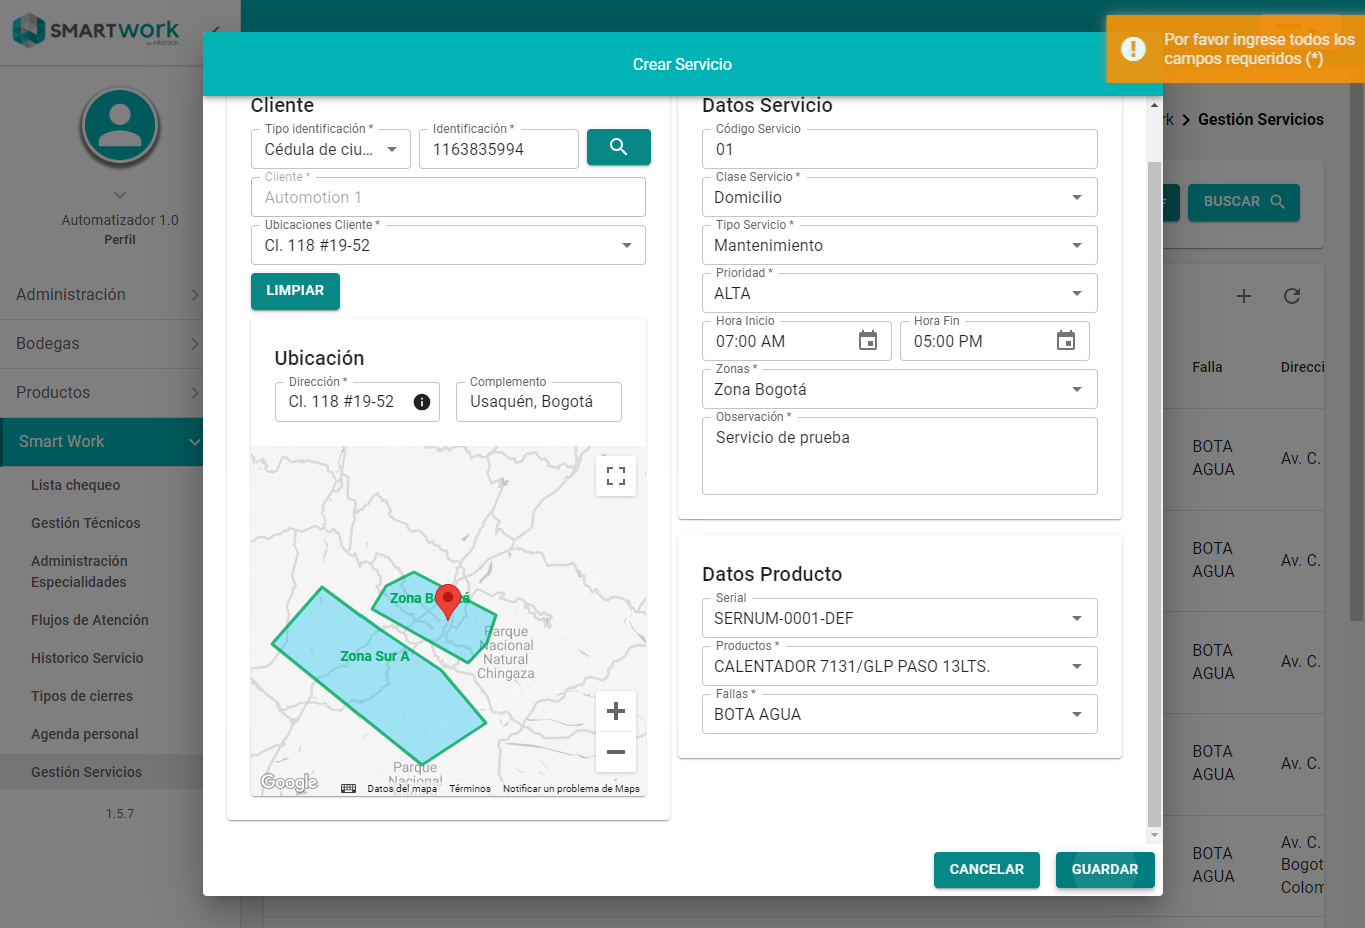 SMARTWORK
by infotrack
Automatizador 1.0
Perfil
Administración
Bodegas
Productos
Smart Work
Lista chequeo
Gestión Técnicos
Administración
Especialidades
Flujos de Atención
Historico Servicio
Tipos de cierres
Agenda personal
Gestión Servicios
1.5.7
Crear Servicio
Por favor ingrese todos los
campos requeridos (*)
Gestión Servicios
BUSCAR
Falla
Direcci
BOTA
AGUA
Av. C.
BOTA
AGUA
Av. C.
BOTA
AGUA
Av. C.
BOTA
AGUA
Av. C.
BOTA
AGUA
Av. C.
Bogot
Colom
Cliente
Tipo identificación *
Cédula de ciu...
Identificación *
1163835994
Cliente *
Automotion 1
Ubicaciones Cliente *
Cl. 118 #19-52
LIMPIAR
Ubicación
Dirección *
Cl. 118 #19-52
Complemento
Usaquén, Bogotá
Zona Bogotá
Zona Sur A
Parque
Nacional
Natural
Chingaza
Parque
Nacional
Google
Datos del mapa
Términos
Notificar un problema de Maps
Datos Servicio
Código Servicio
01
Clase Servicio *
Domicilio
Tipo Servicio *
Mantenimiento
Prioridad *
ALTA
Hora Inicio
07:00 AM
Hora Fin
05:00 PM
Zonas *
Zona Bogotá
Observación *
Servicio de prueba
Datos Producto
Serial
SERNUM-0001-DEF
Productos *
CALENTADOR 7131/GLP PASO 13LTS.
Fallas *
BOTA AGUA
CANCELAR
GUARDAR